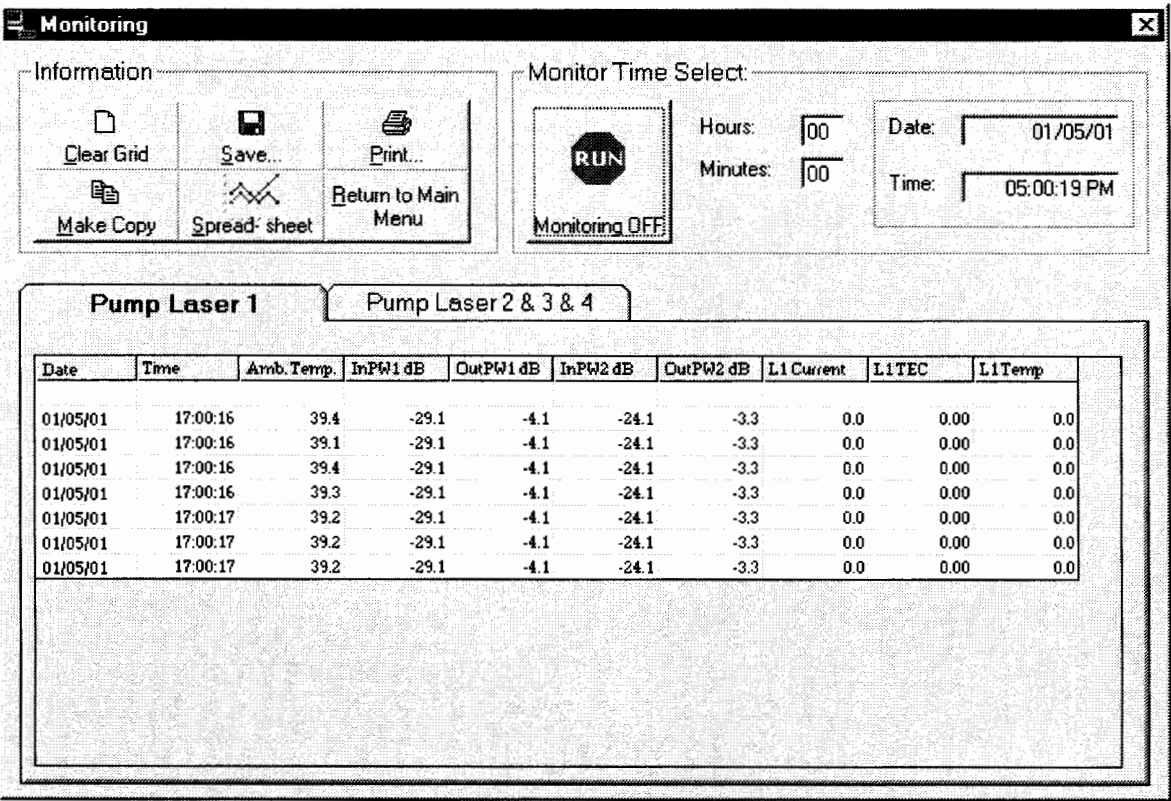 Monitoring
Information
Clear Grid Save... Print...
Make Copy Spread- sheet Return to Main Menu
Monitor Time Select:
RUN
Monitoring OFF
Hours: 00
Minutes: 00
Date: 01/05/01
Time: 05:00:19 PM
Pump Laser 1 Pump Laser 2 & 3 & 4
Date Time Amb. Temp. InPW1 dB OutPW1 dB InPW2 dB OutPW2 dB L1 Current L1TEC L1Temp
01/05/01 17:00:16 39.4 -29.1 -4.1 -24.1 -3.3 0.0 0.00 0.0
01/05/01 17:00:16 39.1 -29.1 -4.1 -24.1 -3.3 0.0 0.00 0.0
01/05/01 17:00:16 39.4 -29.1 -4.1 -24.1 -3.3 0.0 0.00 0.0
01/05/01 17:00:16 39.3 -29.1 -4.1 -24.1 -3.3 0.0 0.00 0.0
01/05/01 17:00:17 39.2 -29.1 -4.1 -24.1 -3.3 0.0 0.00 0.0
01/05/01 17:00:17 39.2 -29.1 -4.1 -24.1 -3.3 0.0 0.00 0.0
01/05/01 17:00:17 39.2 -29.1 -4.1 -24.1 -3.3 0.0 0.00 0.0